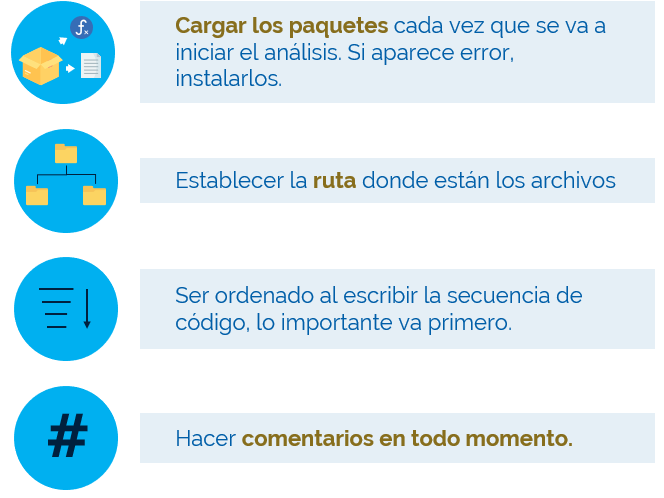 Cargar los paquetes cada vez que se va a
iniciar el análisis. Si aparece error,
instalarlos.
Establecer la ruta donde están los archivos
Ser ordenado al escribir la secuencia de
código, lo importante va primero.
#
Hacer comentarios en todo momento.